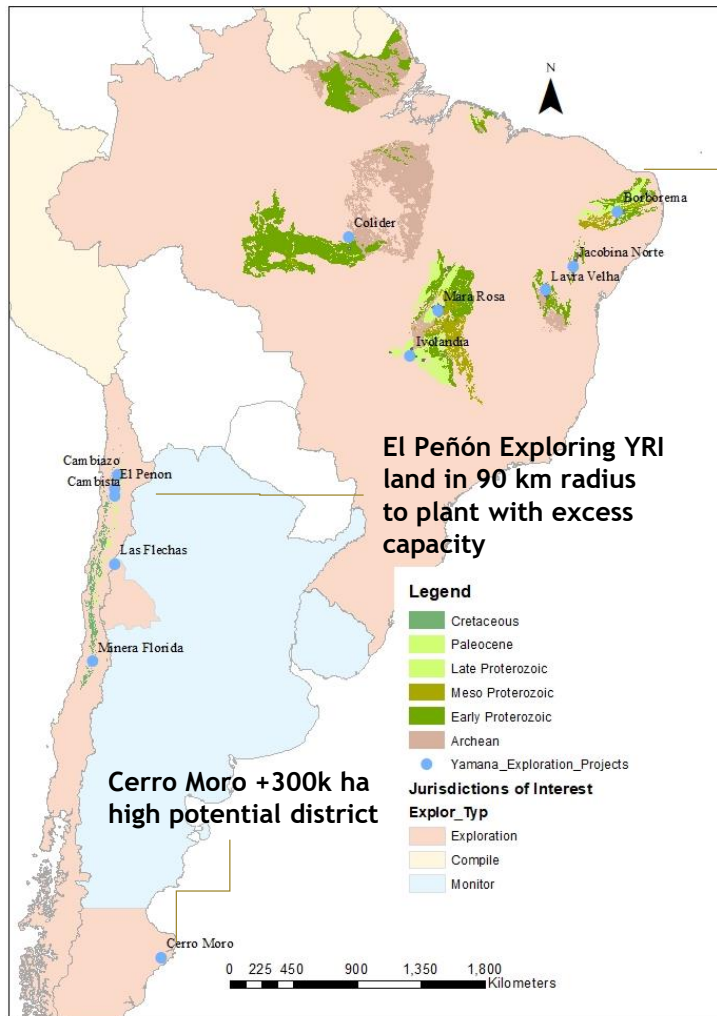 N
Borborema
Colider
Jacobina Norte
Lavra Velha
Mara Rosa
Ivolandia
El Peñón Exploring YRI
land in 90 km radius
to plant with excess
capacity
Cambiazo
El Penon
Cambista
Las Flechas
Minera Florida
Legend
Cretaceous
Paleocene
Late Proterozoic
Meso Proterozoic
Early Proterozoic
Archean
Yamana_Exploration_Projects
Jurisdictions of Interest
Explor_Typ
Exploration
Compile
Monitor
Cerro Moro +300k ha
high potential district
Cerro Moro
0 225 450 900 1,350 1,800
Kilometers